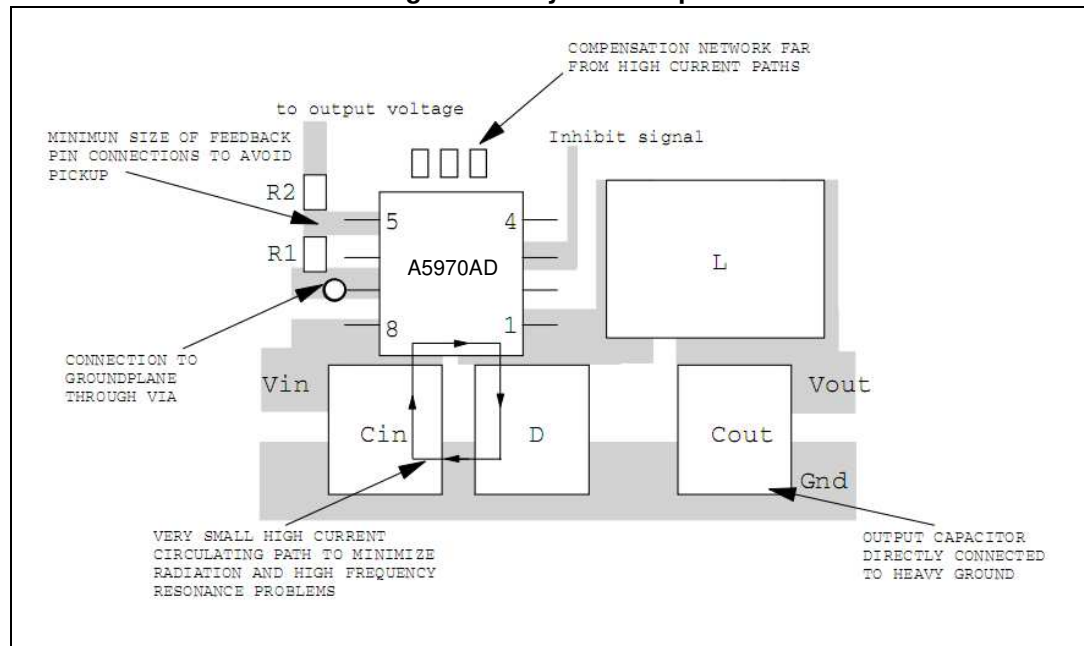 COMPENSATION NETWORK FAR
FROM HIGH CURRENT PATHS
to output voltage
MINIMUN SIZE OF FEEDBACK
PIN CONNECTIONS TO AVOID
PICKUP
Inhibit signal
R2
5
4
R1
A5970AD
L
8
1
CONNECTION TO
GROUNDPLANE
THROUGH VIA
Vin
Vout
Cin
D
Cout
Gnd
VERY SMALL HIGH CURRENT
CIRCULATING PATH TO MINIMIZE
RADIATION AND HIGH FREQUENCY
RESONANCE PROBLEMS
OUTPUT CAPACITOR
DIRECTLY CONNECTED
TO HEAVY GROUND